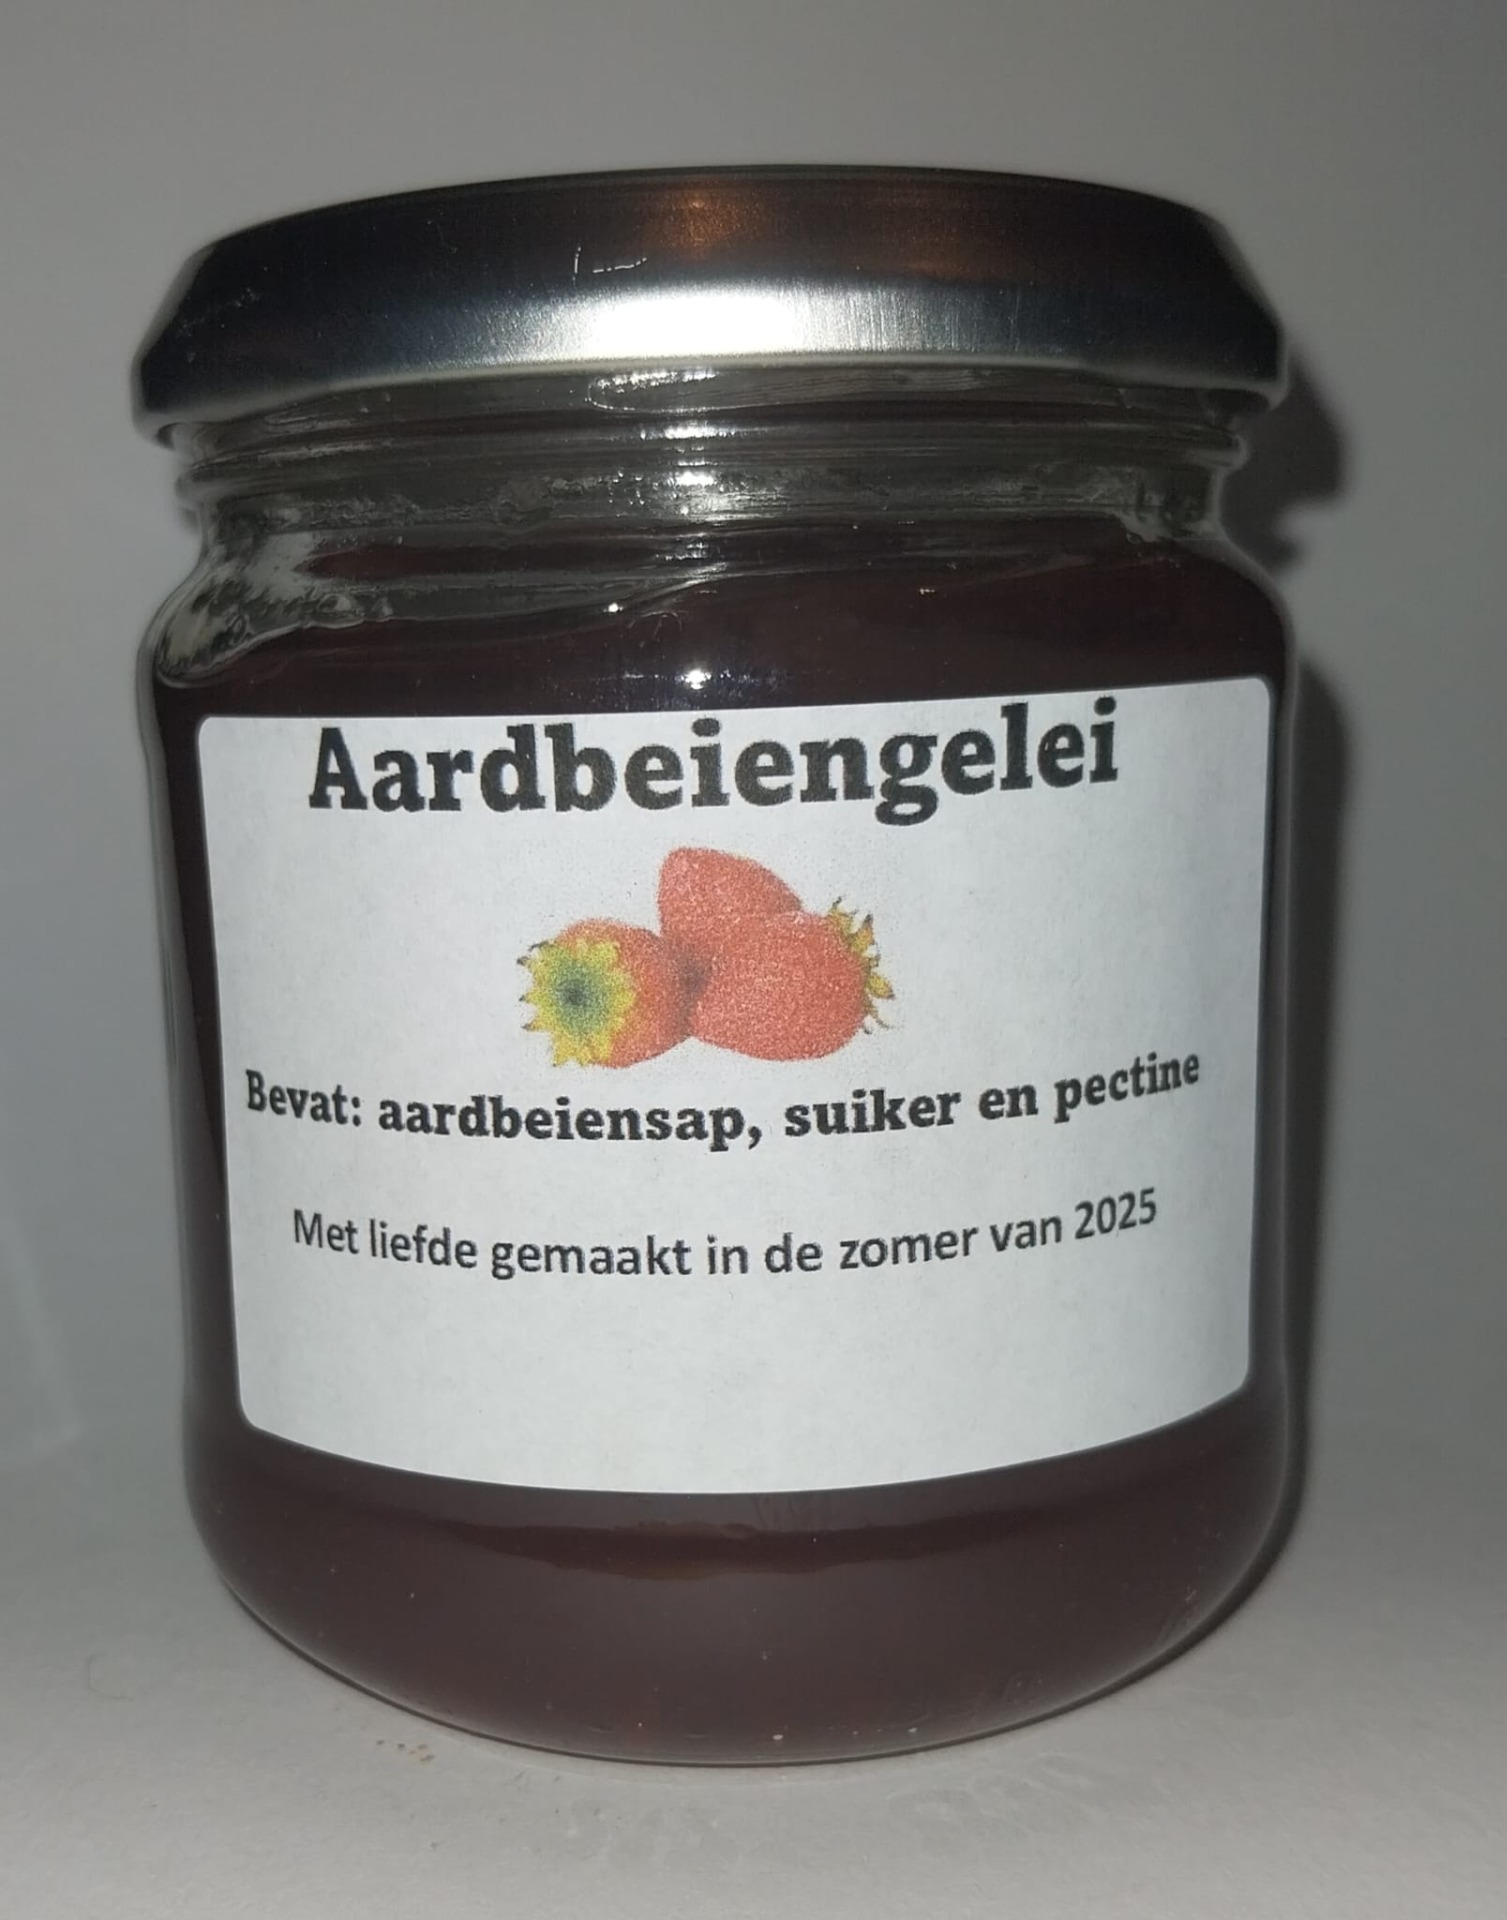 Aardbeiengelei
Bevat: aardbeiensap, suiker en pectine
Met liefde gemaakt in de zomer van 2025